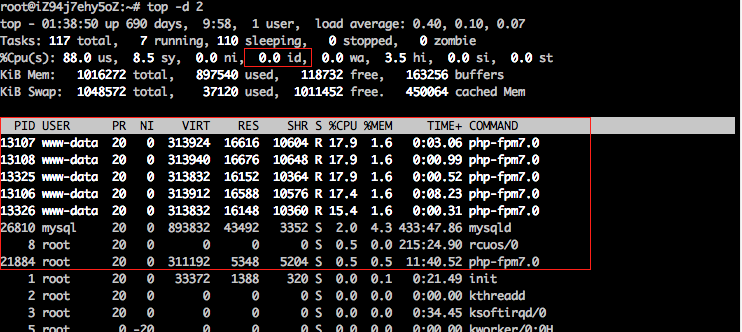 root@iZ94j7ehy5oZ:~# top -d 2
top - 01:38:50 up 690 days,  9:58,  1 user,  load average: 0.40, 0.10, 0.07
Tasks: 117 total,   7 running, 110 sleeping,   0 stopped,   0 zombie
%Cpu(s): 88.0 us,  8.5 sy,  0.0 ni,  0.0 id,  0.0 wa,  3.5 hi,  0.0 si,  0.0 st
KiB Mem:   1016272 total,   897540 used,   118732 free,   163256 buffers
KiB Swap:  1048572 total,    37120 used,  1011452 free.   450064 cached Mem
PID USER      PR  NI    VIRT    RES    SHR S %CPU %MEM     TIME+ COMMAND
13107 www-data  20   0  313924  16616  10604 R 17.9  1.6   0:03.06 php-fpm7.0
13108 www-data  20   0  313940  16676  10648 R 17.9  1.6   0:00.99 php-fpm7.0
13325 www-data  20   0  313832  16152  10364 R 17.9  1.6   0:00.52 php-fpm7.0
13106 www-data  20   0  313912  16588  10576 R 17.4  1.6   0:08.23 php-fpm7.0
13326 www-data  20   0  313832  16148  10360 R 15.4  1.6   0:00.31 php-fpm7.0
26810 mysql     20   0  893832  43492   3352 S  2.0  4.3 433:47.86 mysqld
8 root      20   0       0      0      0 S  0.5  0.0 215:24.90 rcuos/0
21884 root      20   0  311192   5348   5204 S  0.5  0.5  11:40.52 php-fpm7.0
1 root      20   0   33372   1388    320 S  0.0  0.1   0:21.49 init
2 root      20   0       0      0      0 S  0.0  0.0   0:00.00 kthreadd
3 root      20   0       0      0      0 S  0.0  0.0   0:34.45 ksoftirqd/0
5 root       0 -20       0      0      0 S  0.0  0.0   0:00.00 kworker/0:0H